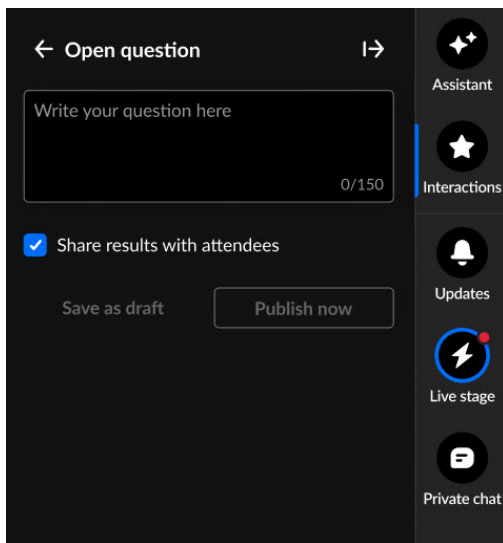 Open question
Write your question here
0/150
Share results with attendees
Save as draft
Publish now
Assistant
Interactions
Updates
Live stage
Private chat